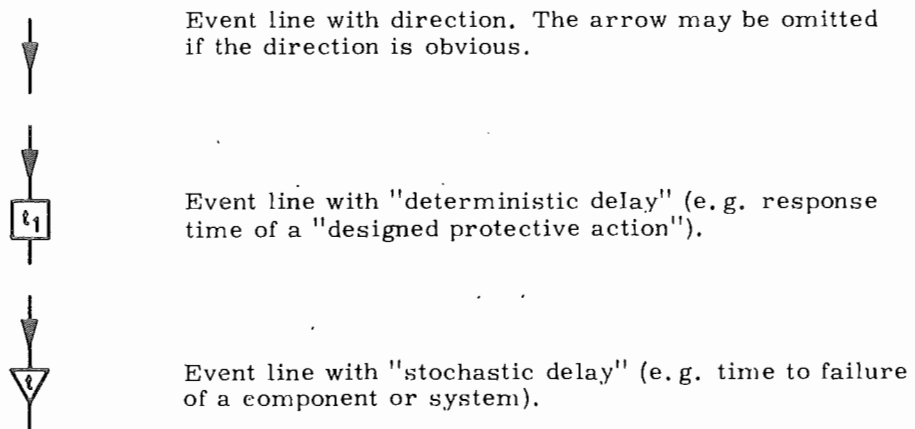 Event line with direction. The arrow may be omitted
if the direction is obvious.
t1
Event line with "deterministic delay" (e. g. response
time of a "designed protective action").
t
Event line with "stochastic delay" (e. g. time to failure
of a component or system).